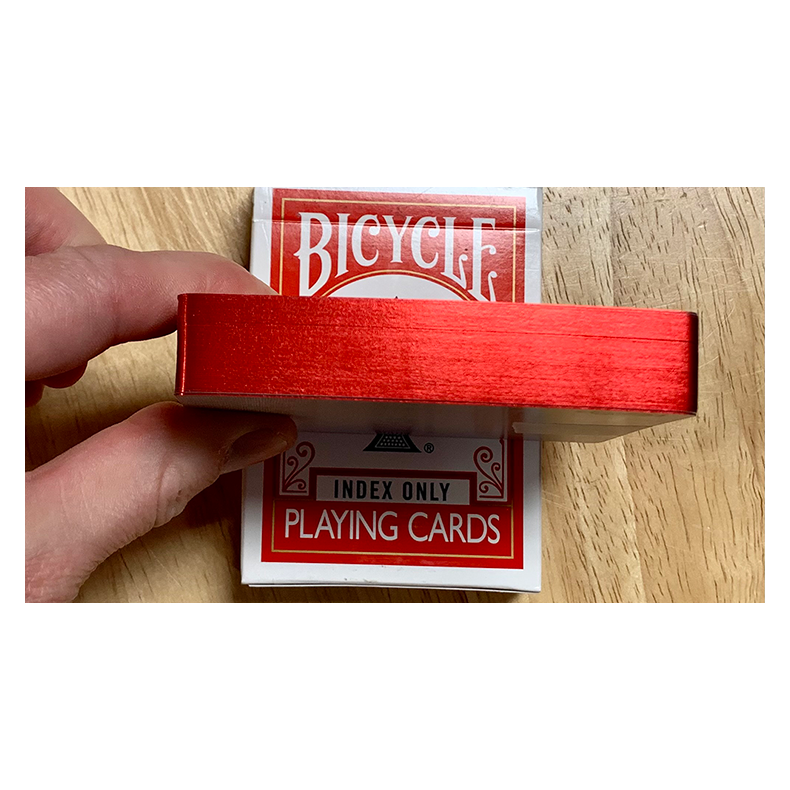 BICYCLE
®
INDEX ONLY
PLAYING CARDS